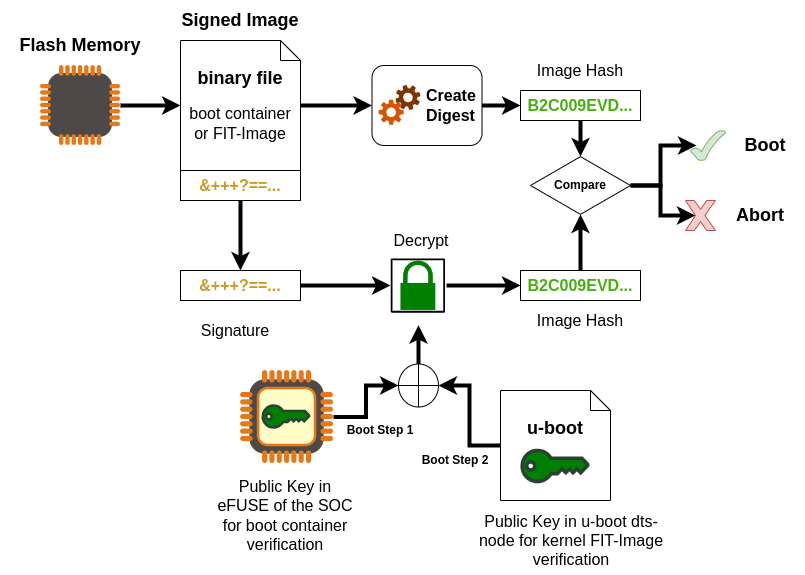 Signed Image
Flash Memory
binary file
boot container
or FIT-Image
&+++?==...
Create
Digest
Image Hash
B2C009EVD...
Compare
Boot
Abort
Decrypt
&+++?==...
Signature
B2C009EVD...
Image Hash
Boot Step 1
Boot Step 2
u-boot
Public Key in
eFUSE of the SOC
for boot container
verification
Public Key in u-boot dts-
node for kernel FIT-Image
verification